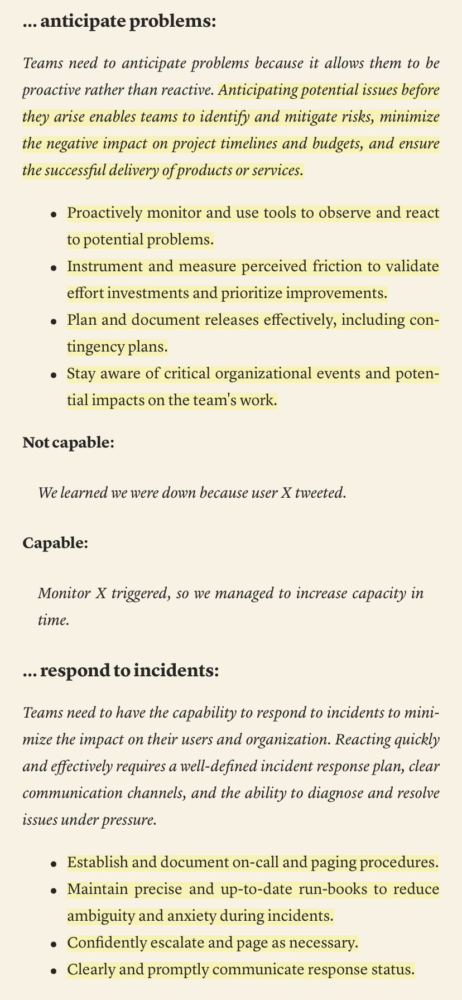 ... anticipate problems:
Teams need to anticipate problems because it allows them to be
proactive rather than reactive. Anticipating potential issues before
they arise enables teams to identify and mitigate risks, minimize
the negative impact on project timelines and budgets, and ensure
the successful delivery of products or services.
• Proactively monitor and use tools to observe and react
to potential problems.
• Instrument and measure perceived friction to validate
effort investments and prioritize improvements.
• Plan and document releases effectively, including con-
tingency plans.
• Stay aware of critical organizational events and poten-
tial impacts on the team's work.
Not capable:
We learned we were down because user X tweeted.
Capable:
Monitor X triggered, so we managed to increase capacity in
time.
... respond to incidents:
Teams need to have the capability to respond to incidents to mini-
mize the impact on their users and organization. Reacting quickly
and effectively requires a well-defined incident response plan, clear
communication channels, and the ability to diagnose and resolve
issues under pressure.
• Establish and document on-call and paging procedures.
• Maintain precise and up-to-date run-books to reduce
ambiguity and anxiety during incidents.
• Confidently escalate and page as necessary.
• Clearly and promptly communicate response status.